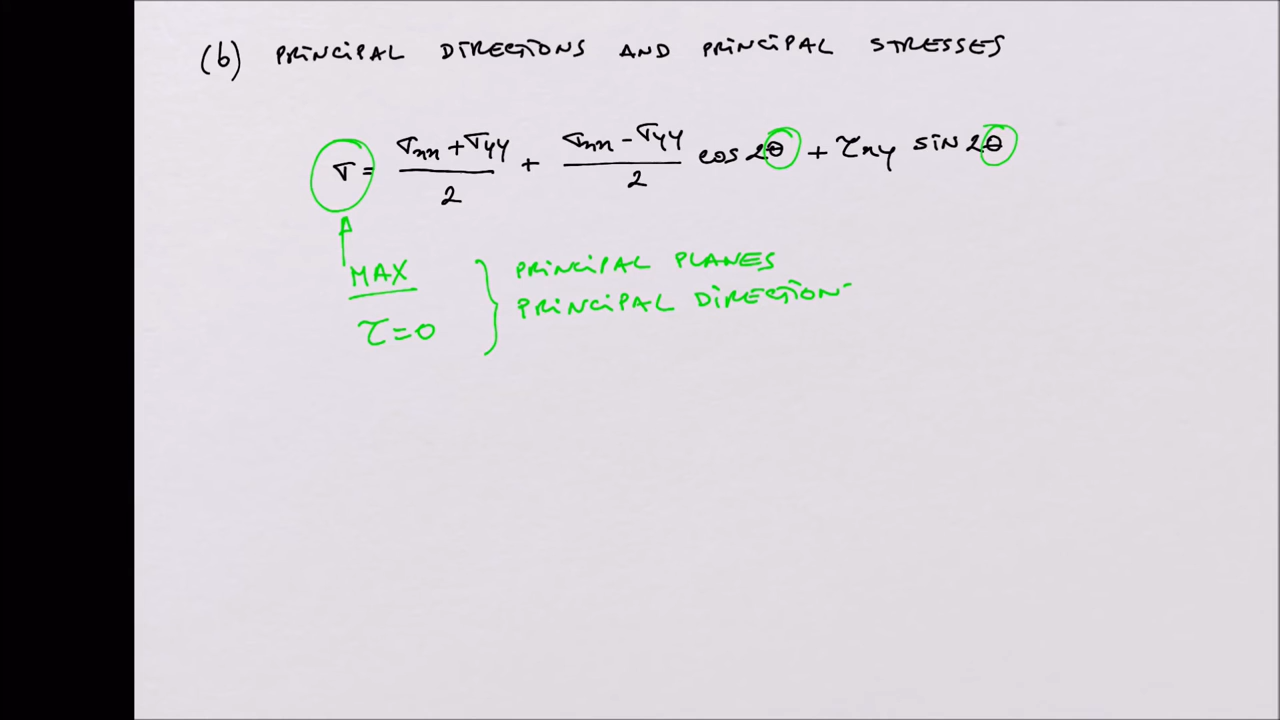 (b) PRINCIPAL DIRECTIONS AND PRINCIPAL STRESSES
σ = (σxx + σyy)/2 + (σxx - σyy)/2 cos 2θ + τxy sin 2θ
MAX
τ = 0
PRINCIPAL PLANES
PRINCIPAL DIRECTION